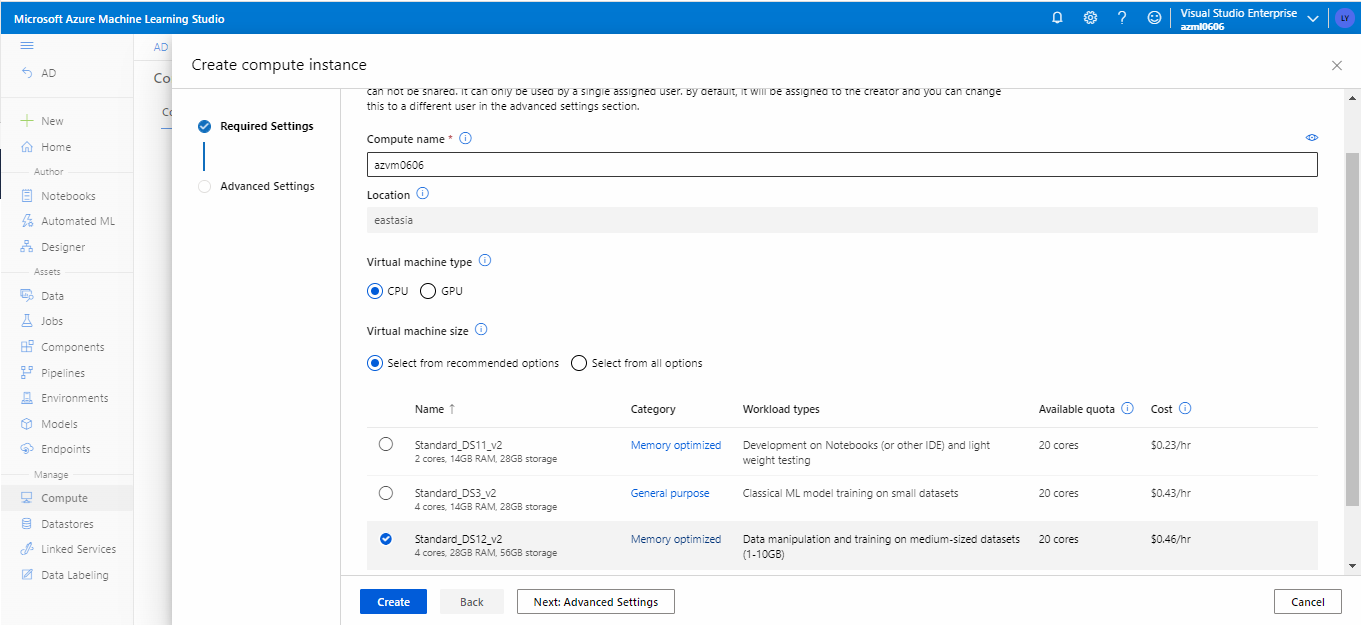 Microsoft Azure Machine Learning Studio
Visual Studio Enterprise
azml0606
LY
AD
New
Home
Author
Notebooks
Automated ML
Designer
Assets
Data
Jobs
Components
Pipelines
Environments
Models
Endpoints
Manage
Compute
Datastores
Linked Services
Data Labeling
AD
Co
Co
Create compute instance
Required Settings
Advanced Settings
can not be shared. It can only be used by a single assigned user. By default, it will be assigned to the creator and you can change
this to a different user in the advanced settings section.
Compute name *
azvm0606
Location
eastasia
Virtual machine type
CPU GPU
Virtual machine size
Select from recommended options Select from all options
Name ↑ Category Workload types Available quota Cost
Standard_DS11_v2 Memory optimized Development on Notebooks (or other IDE) and light 20 cores $0.23/hr
2 cores, 14GB RAM, 28GB storage weight testing
Standard_DS3_v2 General purpose Classical ML model training on small datasets 20 cores $0.43/hr
4 cores, 14GB RAM, 28GB storage
Standard_DS12_v2 Memory optimized Data manipulation and training on medium-sized datasets 20 cores $0.46/hr
4 cores, 28GB RAM, 56GB storage (1-10GB)
Create Back Next: Advanced Settings Cancel